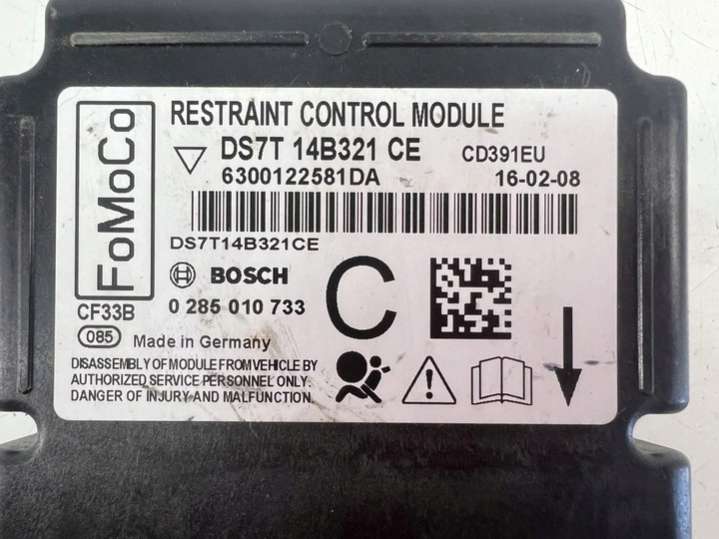 FoMoCo
RESTRAINT CONTROL MODULE
DS7T 14B321 CE CD391EU
6300122581DA 16-02-08
DS7T14B321CE
BOSCH
C
0 285 010 733
CF33B
085 Made in Germany
DISASSEMBLY OF MODULE FROM VEHICLE BY
AUTHORIZED SERVICE PERSONNEL ONLY.
DANGER OF INJURY AND MALFUNCTION.